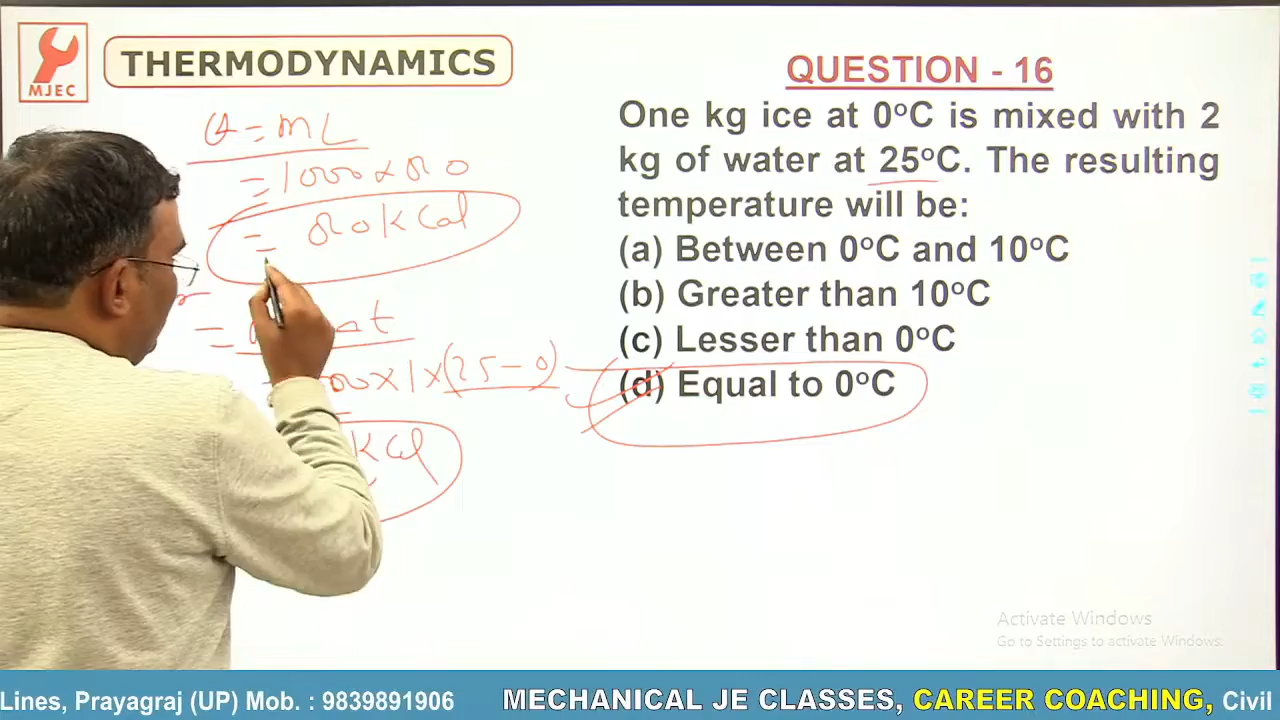 MJEC
THERMODYNAMICS
QUESTION - 16
One kg ice at 0°C is mixed with 2
kg of water at 25°C. The resulting
temperature will be:
(a) Between 0°C and 10°C
(b) Greater than 10°C
(c) Lesser than 0°C
(d) Equal to 0°C
Q = mL
= 1000 × 80
= 80 kCal
=
× 1 × (25 - 0)
kCal
Activate Windows
Go to Settings to activate Windows.
Lines, Prayagraj (UP) Mob. : 9839891906 MECHANICAL JE CLASSES, CAREER COACHING, Civil